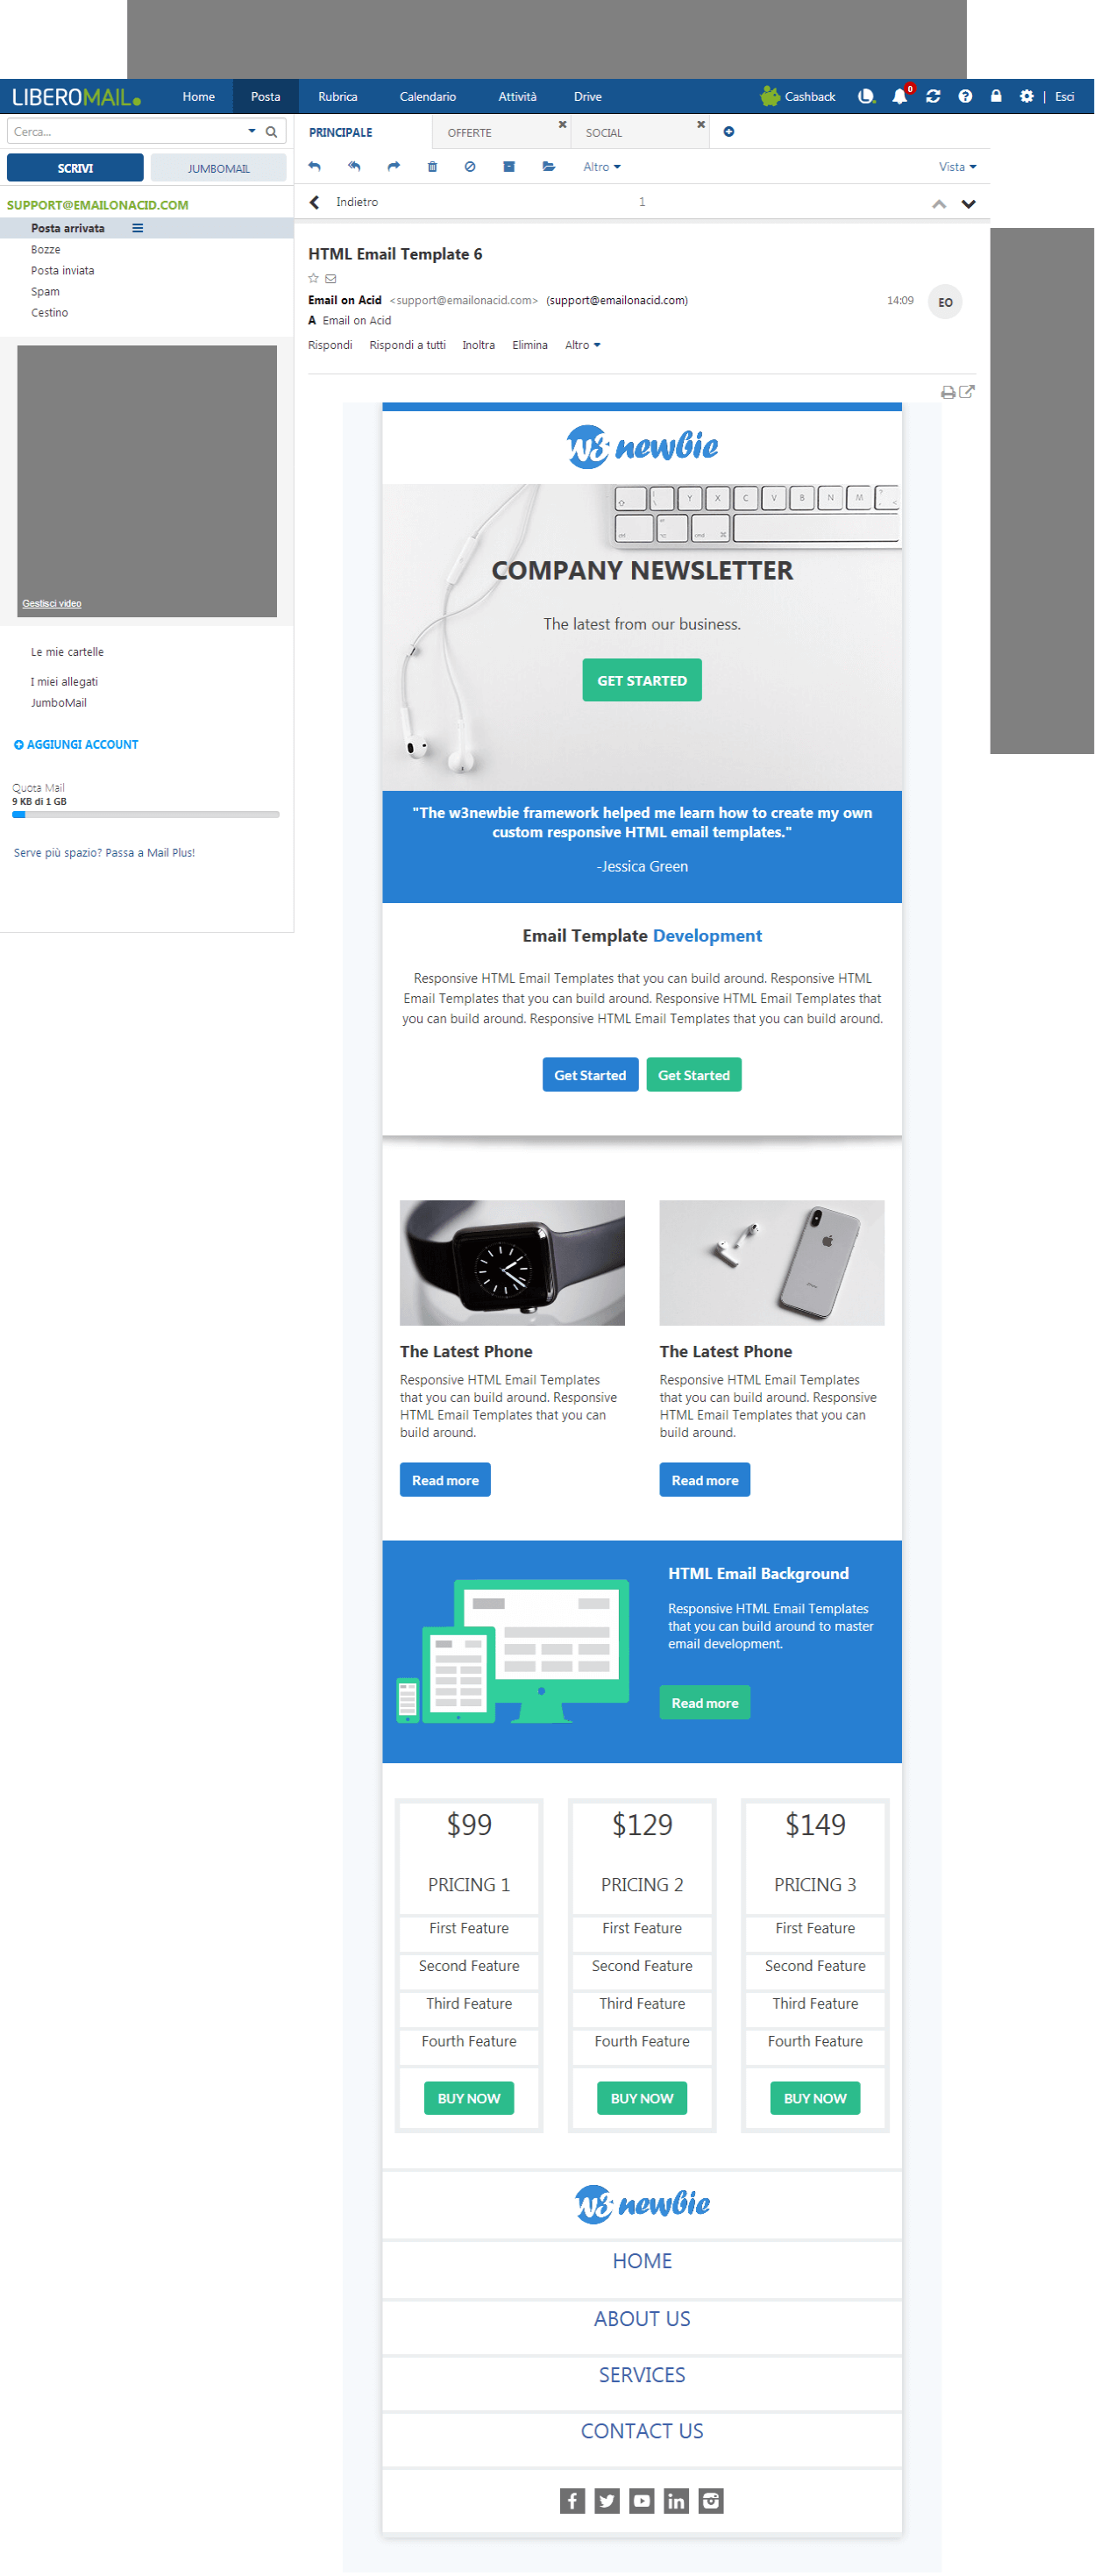 LIBEROMAIL
Home
Posta
Rubrica
Calendario
Attività
Drive
Cashback
0
Esci
Cerca...
PRINCIPALE
OFFERTE
SOCIAL
SCRIVI
JUMBOMAIL
Altro
Vista
SUPPORT@EMAILONACID.COM
Indietro
1
Posta arrivata
Bozze
Posta inviata
Spam
Cestino
Gestisci video
Le mie cartelle
I miei allegati
JumboMail
AGGIUNGI ACCOUNT
Quota Mail
9 KB di 1 GB
Serve più spazio? Passa a Mail Plus!
HTML Email Template 6
Email on Acid <support@emailonacid.com> (support@emailonacid.com)
14:09
EO
A Email on Acid
Rispondi Rispondi a tutti Inoltra Elimina Altro
w3 newbie
Y X C V B N M
cmd
COMPANY NEWSLETTER
The latest from our business.
GET STARTED
"The w3newbie framework helped me learn how to create my own
custom responsive HTML email templates."
-Jessica Green
Email Template Development
Responsive HTML Email Templates that you can build around. Responsive HTML
Email Templates that you can build around. Responsive HTML Email Templates that
you can build around. Responsive HTML Email Templates that you can build around.
Get Started
Get Started
The Latest Phone
Responsive HTML Email Templates
that you can build around. Responsive
HTML Email Templates that you can
build around.
Read more
The Latest Phone
Responsive HTML Email Templates
that you can build around. Responsive
HTML Email Templates that you can
build around.
Read more
HTML Email Background
Responsive HTML Email Templates
that you can build around to master
email development.
Read more
$99
PRICING 1
First Feature
Second Feature
Third Feature
Fourth Feature
BUY NOW
$129
PRICING 2
First Feature
Second Feature
Third Feature
Fourth Feature
BUY NOW
$149
PRICING 3
First Feature
Second Feature
Third Feature
Fourth Feature
BUY NOW
w3 newbie
HOME
ABOUT US
SERVICES
CONTACT US